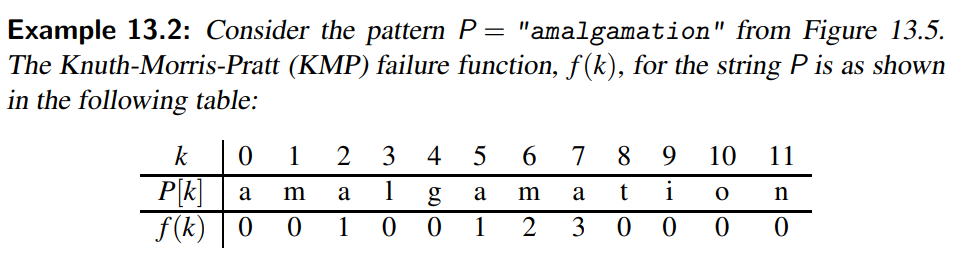 Example 13.2: Consider the pattern P = "amalgamation" from Figure 13.5.
The Knuth-Morris-Pratt (KMP) failure function, f(k), for the string P is as shown
in the following table:
k 0 1 2 3 4 5 6 7 8 9 10 11
P[k] a m a l g a m a t i o n
f(k) 0 0 1 0 0 1 2 3 0 0 0 0